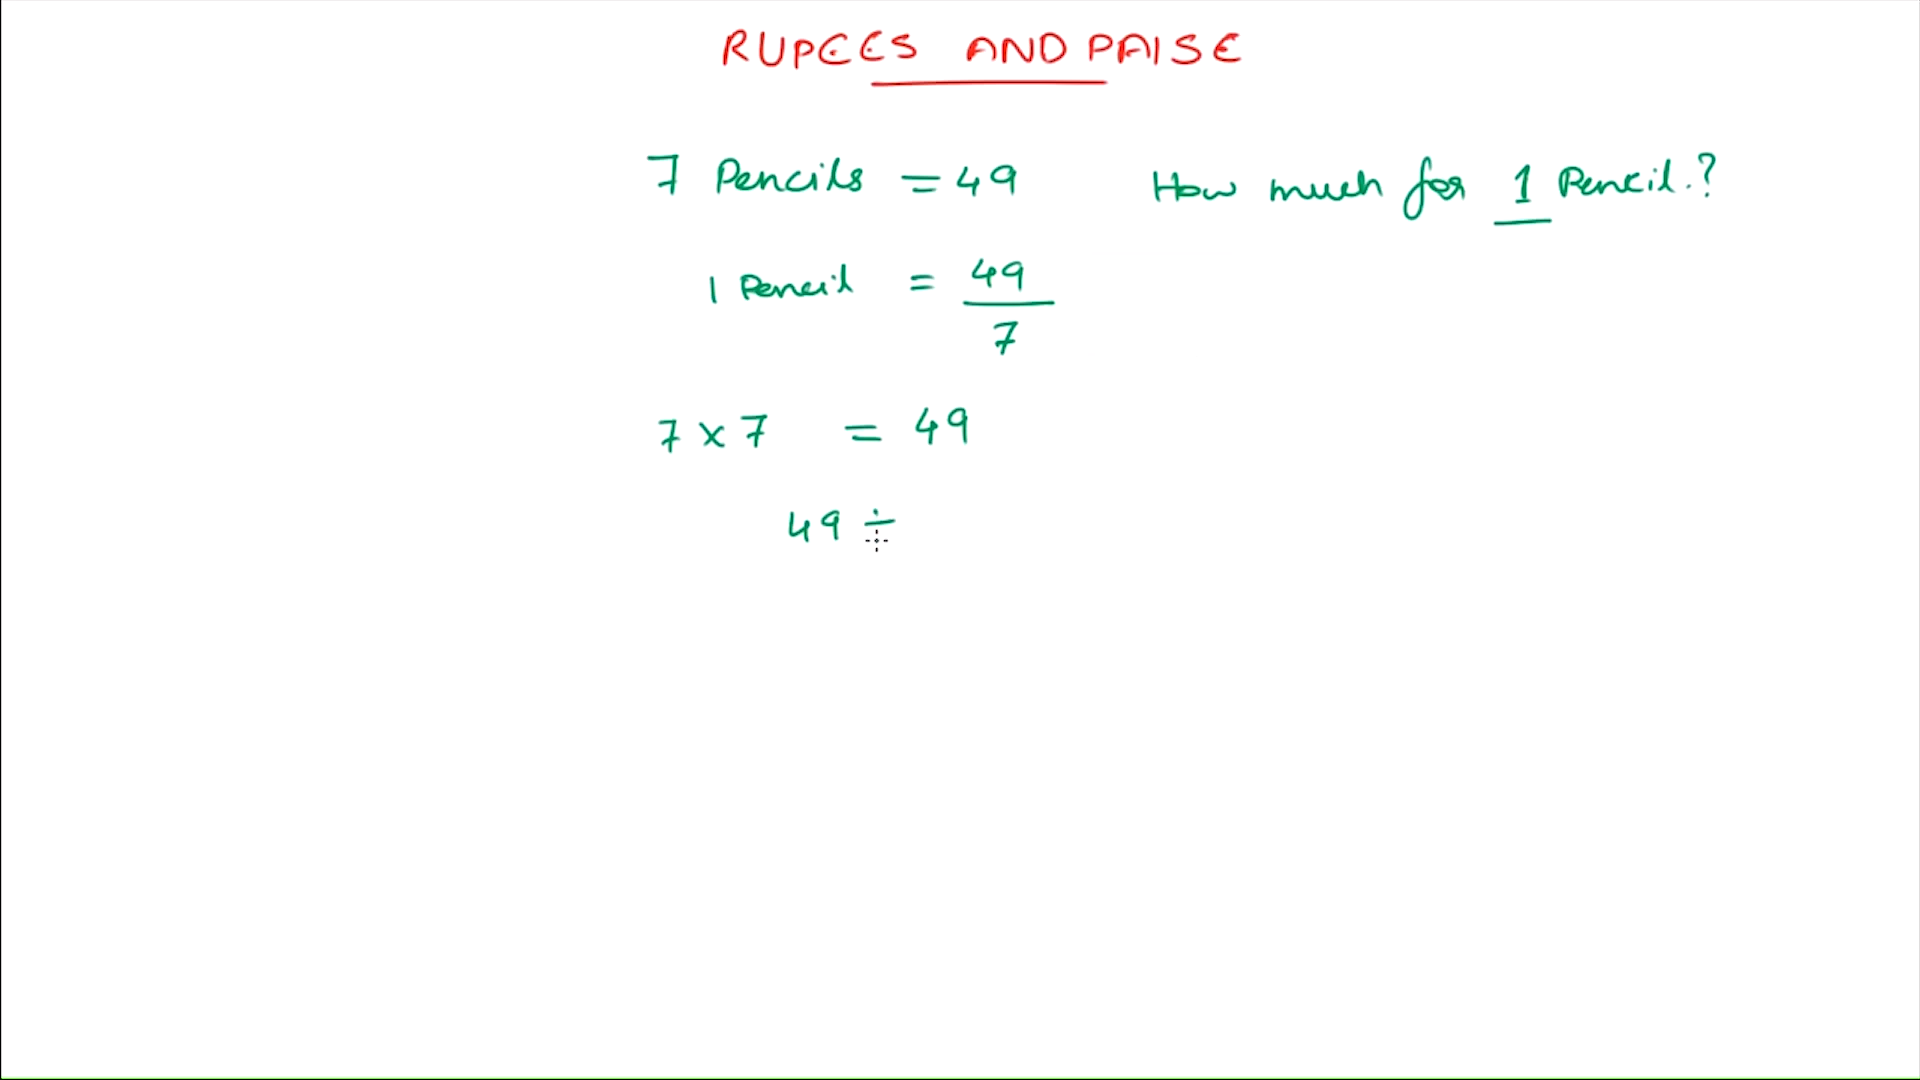 RUPEES AND PAISE
7 Pencils = 49 How much for 1 Pencil.?
1 Pencil = 49
7
7 x 7 = 49
49 ÷